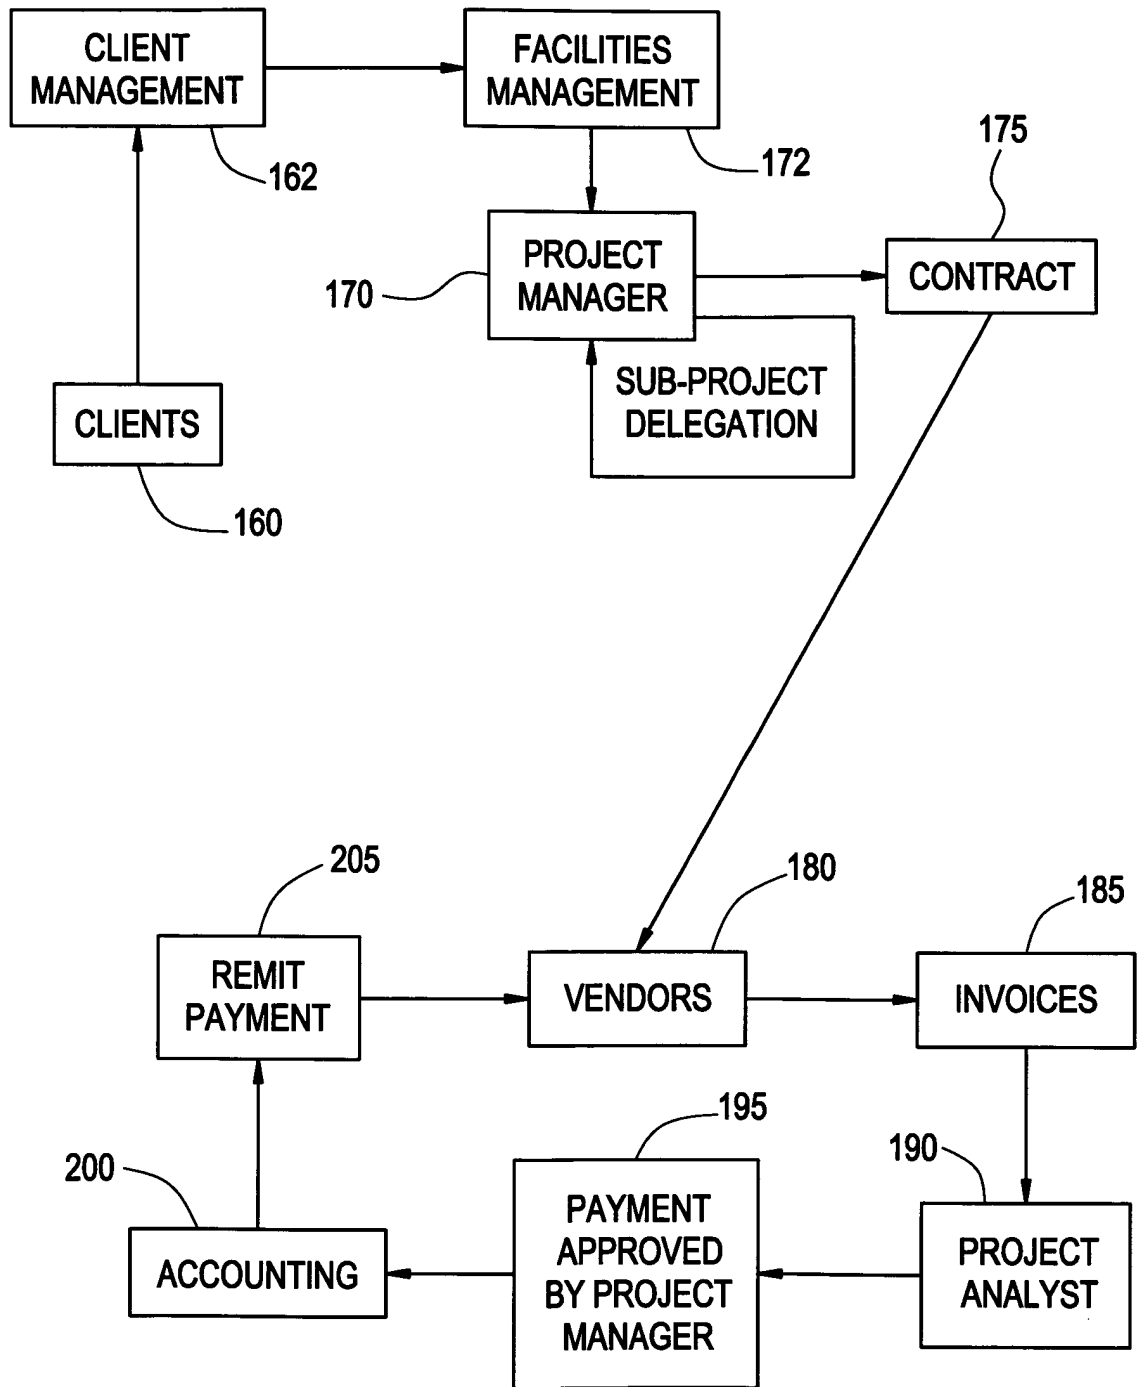 CLIENT
MANAGEMENT
FACILITIES
MANAGEMENT
162
172
175
PROJECT
MANAGER
170
CONTRACT
SUB-PROJECT
DELEGATION
CLIENTS
160
205
180
185
REMIT
PAYMENT
VENDORS
INVOICES
195
190
200
PAYMENT
APPROVED
BY PROJECT
MANAGER
ACCOUNTING
PROJECT
ANALYST